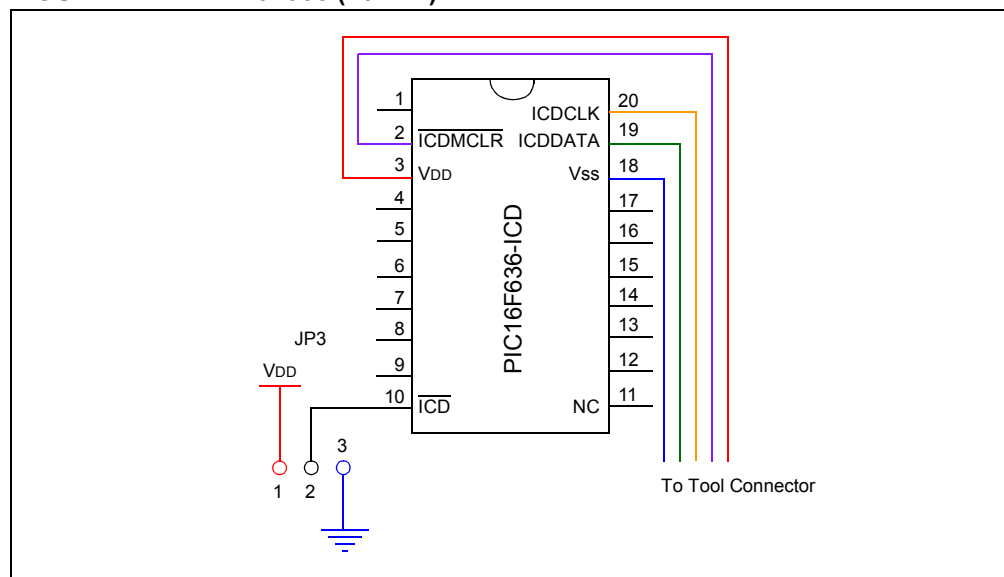 1
2 ICDMCLR
3 VDD
4
5
6
7
8
9
10 ICD
ICDCLK 20
ICDDATA 19
Vss 18
17
16
15
14
13
12
NC 11
PIC16F636-ICD
JP3
VDD
1 2 3
To Tool Connector